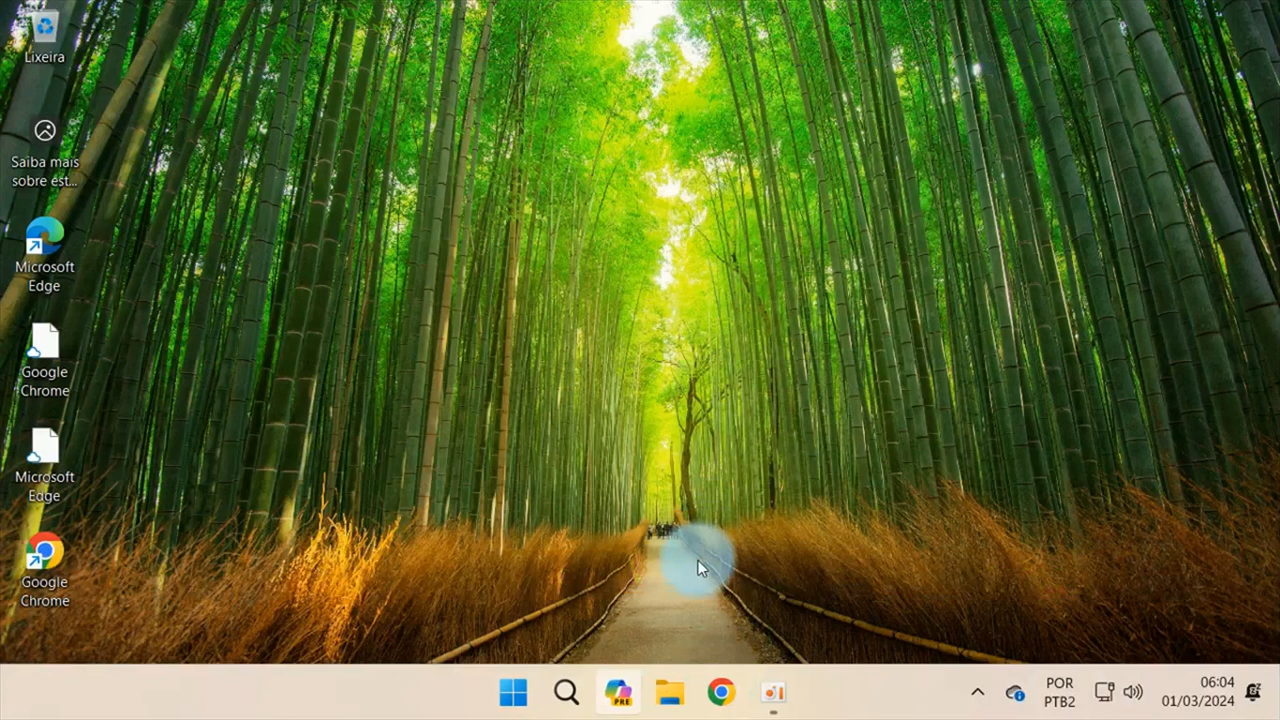 Lixeira
Saiba mais
sobre est...
Microsoft
Edge
Google
Chrome
Microsoft
Edge
Google
Chrome
PRE
POR
PTB2
06:04
01/03/2024